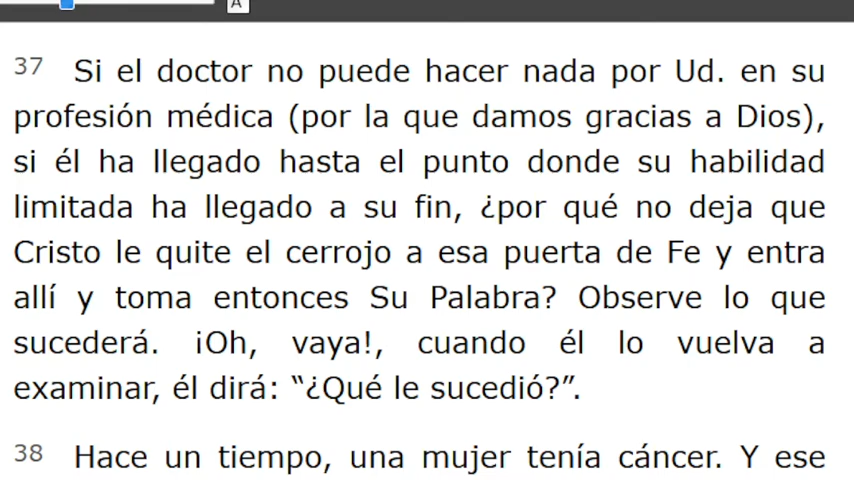 A
37 Si el doctor no puede hacer nada por Ud. en su
profesión médica (por la que damos gracias a Dios),
si él ha llegado hasta el punto donde su habilidad
limitada ha llegado a su fin, ¿por qué no deja que
Cristo le quite el cerrojo a esa puerta de Fe y entra
allí y toma entonces Su Palabra? Observe lo que
sucederá. ¡Oh, vaya!, cuando él lo vuelva a
examinar, él dirá: “¿Qué le sucedió?”.
38 Hace un tiempo, una mujer tenía cáncer. Y ese